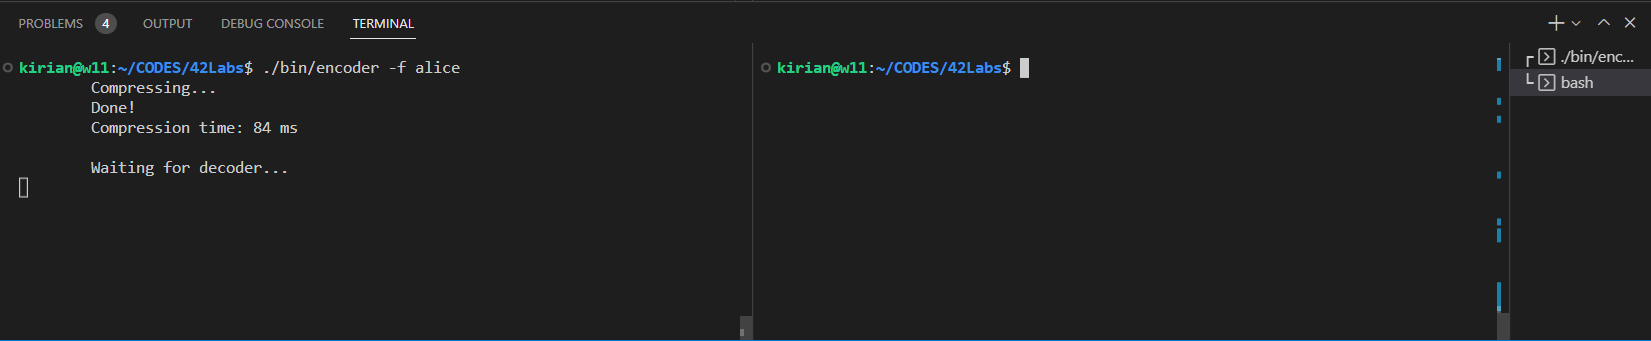 PROBLEMS 4 OUTPUT DEBUG CONSOLE TERMINAL
kirian@w11:~/CODES/42Labs$ ./bin/encoder -f alice
Compressing...
Done!
Compression time: 84 ms
Waiting for decoder...
kirian@w11:~/CODES/42Labs$
./bin/enc...
bash